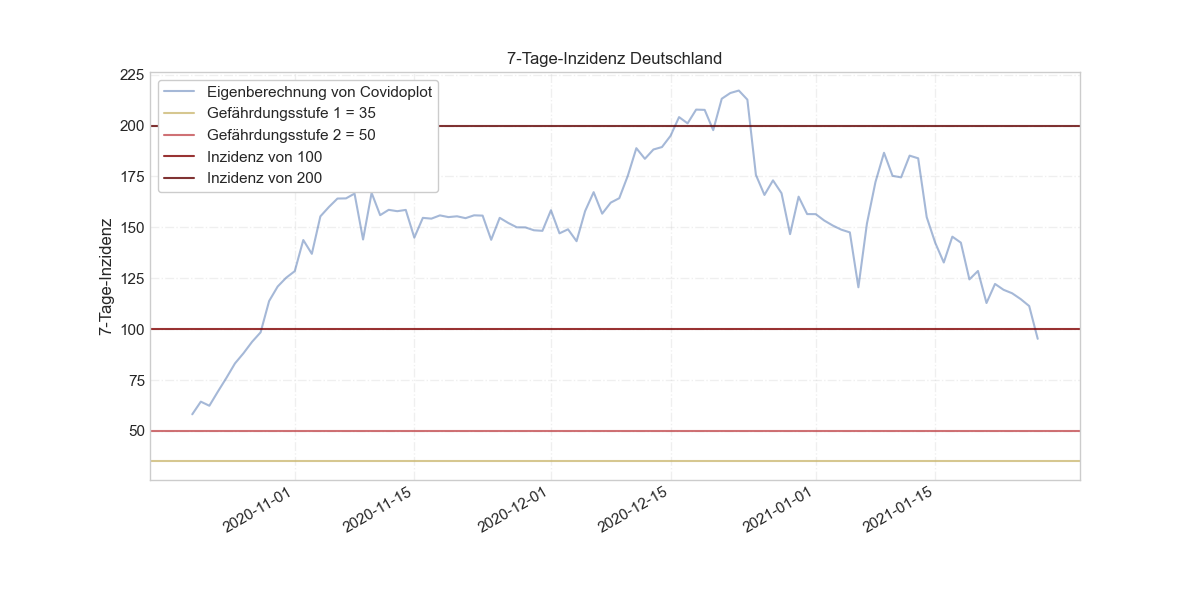 7-Tage-Inzidenz Deutschland
225
200
175
150
125
100
75
50
7-Tage-Inzidenz
Eigenberechnung von Covidoplot
Gefährdungsstufe 1 = 35
Gefährdungsstufe 2 = 50
Inzidenz von 100
Inzidenz von 200
2020-11-01
2020-11-15
2020-12-01
2020-12-15
2021-01-01
2021-01-15